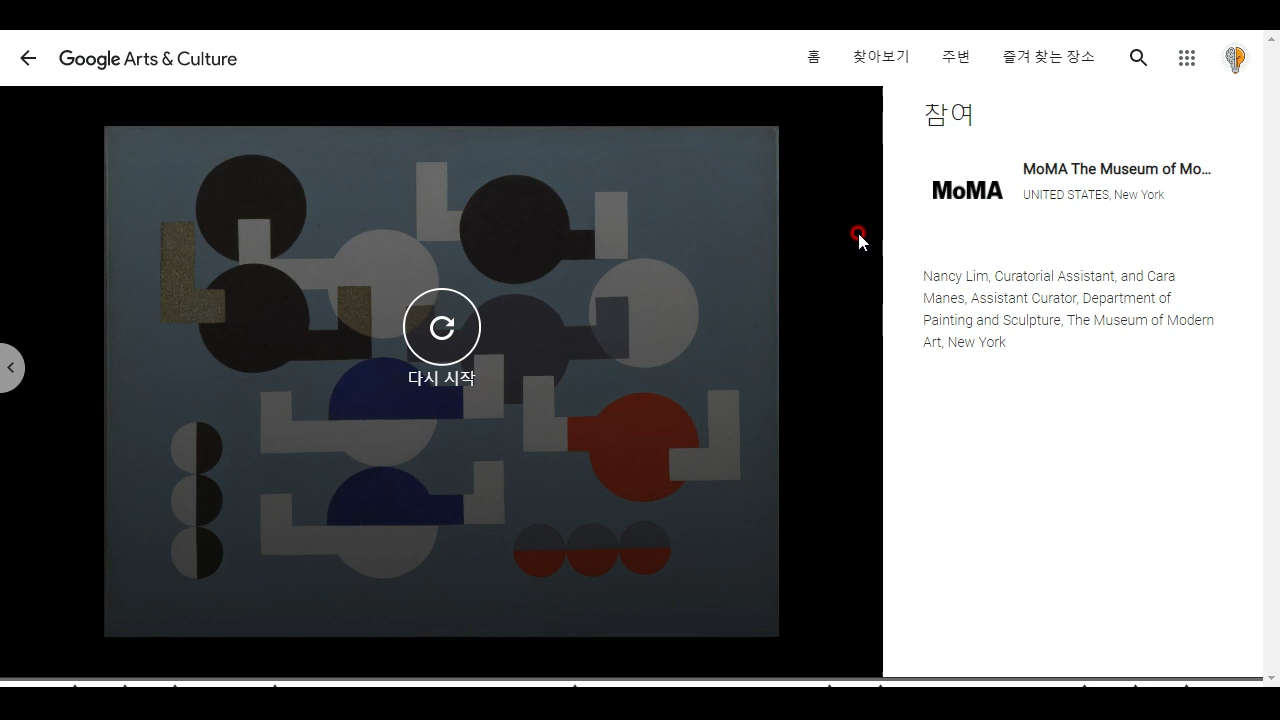 Google Arts & Culture
홈 찾아보기 주변 즐겨 찾는 장소
참여
MoMA
MoMA The Museum of Mo...
UNITED STATES, New York
Nancy Lim, Curatorial Assistant, and Cara
Manes, Assistant Curator, Department of
Painting and Sculpture, The Museum of Modern
Art, New York
다시 시작